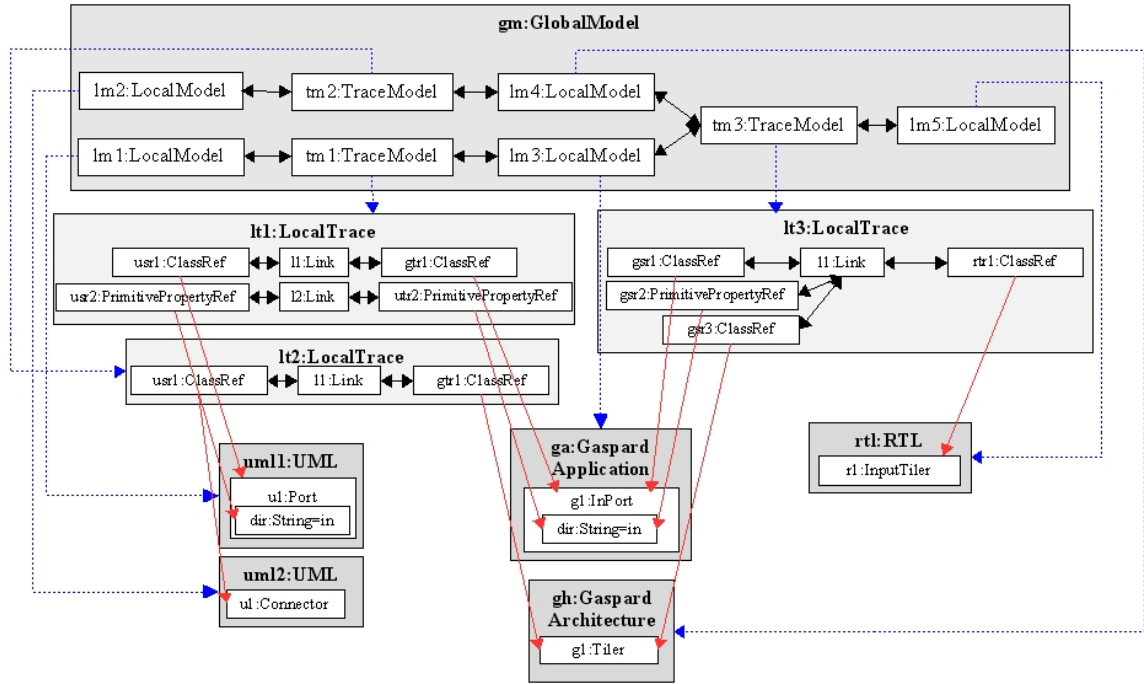 gm:GlobalModel
lm2:LocalModel
tm2:TraceModel
lm4:LocalModel
tm3:TraceModel
lm5:LocalModel
lm1:LocalModel
tm1:TraceModel
lm3:LocalModel
lt1:LocalTrace
usr1:ClassRef
l1:Link
gtr1:ClassRef
usr2:PrimitivePropertyRef
l2:Link
utr2:PrimitivePropertyRef
lt3:LocalTrace
gsr1:ClassRef
l1:Link
rtr1:ClassRef
gsr2:PrimitivePropertyRef
gsr3:ClassRef
lt2:LocalTrace
usr1:ClassRef
l1:Link
gtr1:ClassRef
uml1:UML
u1:Port
dir:String=in
ga:Gaspard
Application
g1:InPort
dir:String=in
rtl:RTL
r1:InputTiler
uml2:UML
u1:Connector
gh:Gaspard
Architecture
g1:Tiler